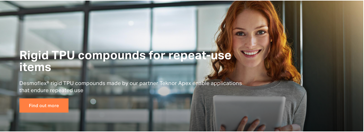 Rigid TPU compounds for repeat-use
items
Desmoflex® rigid TPU compounds made by our partner Teknor Apex enable applications
that endure repeated use
Find out more